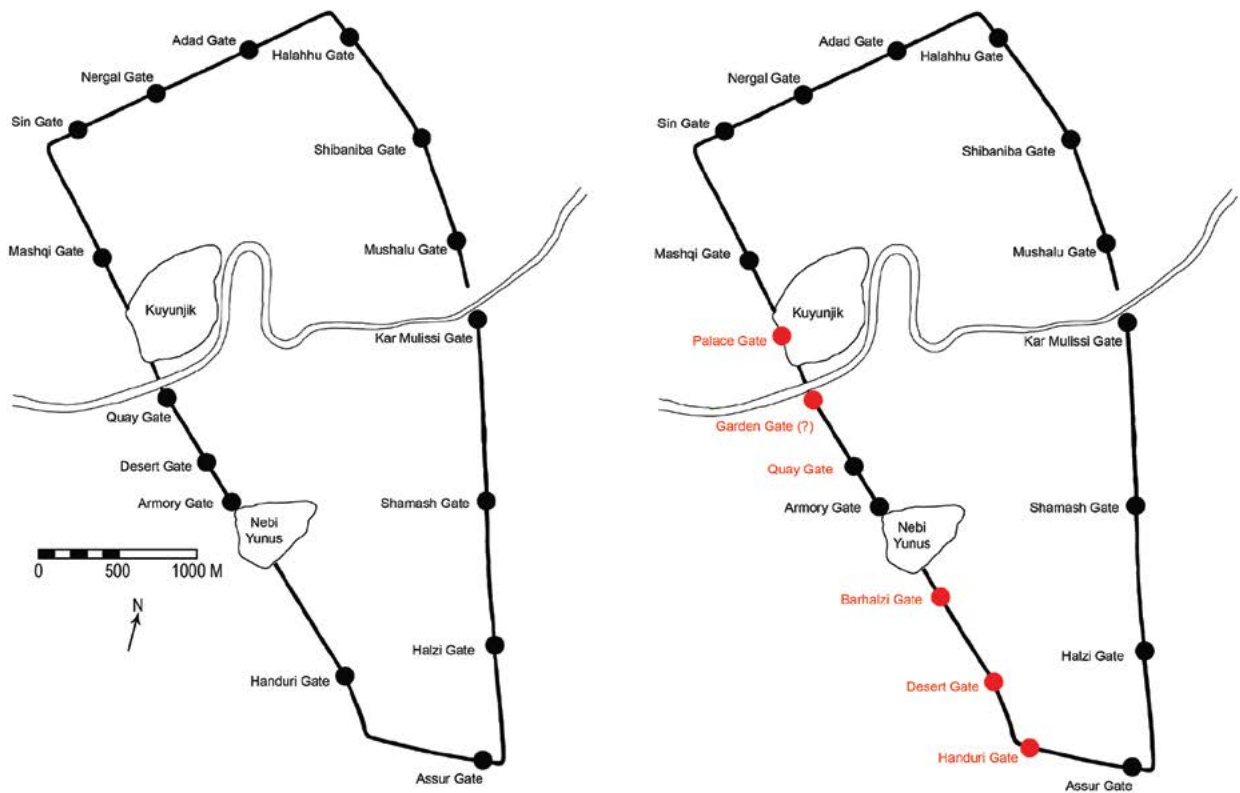 Adad Gate
Halahhu Gate
Nergal Gate
Sin Gate
Shibaniba Gate
Mashqi Gate
Mushalu Gate
Kuyunjik
Kar Mulissi Gate
Quay Gate
Desert Gate
Armory Gate
Shamash Gate
Nebi
Yunus
0 500 1000 M
N
Halzi Gate
Handuri Gate
Assur Gate
Adad Gate
Halahhu Gate
Nergal Gate
Sin Gate
Shibaniba Gate
Mashqi Gate
Mushalu Gate
Kuyunjik
Palace Gate
Kar Mulissi Gate
Garden Gate (?)
Quay Gate
Armory Gate
Shamash Gate
Nebi
Yunus
Barhalzi Gate
Halzi Gate
Desert Gate
Handuri Gate
Assur Gate